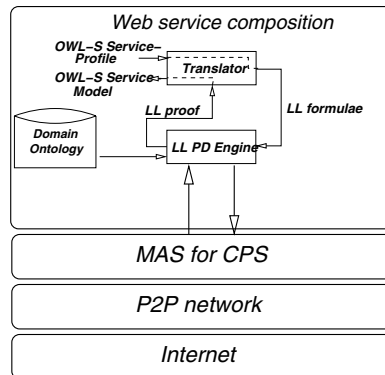 Web service composition
OWL–S Service–
Profile
OWL–S Service
Model
Translator
LL proof
LL formulae
Domain
Ontology
LL PD Engine
MAS for CPS
P2P network
Internet